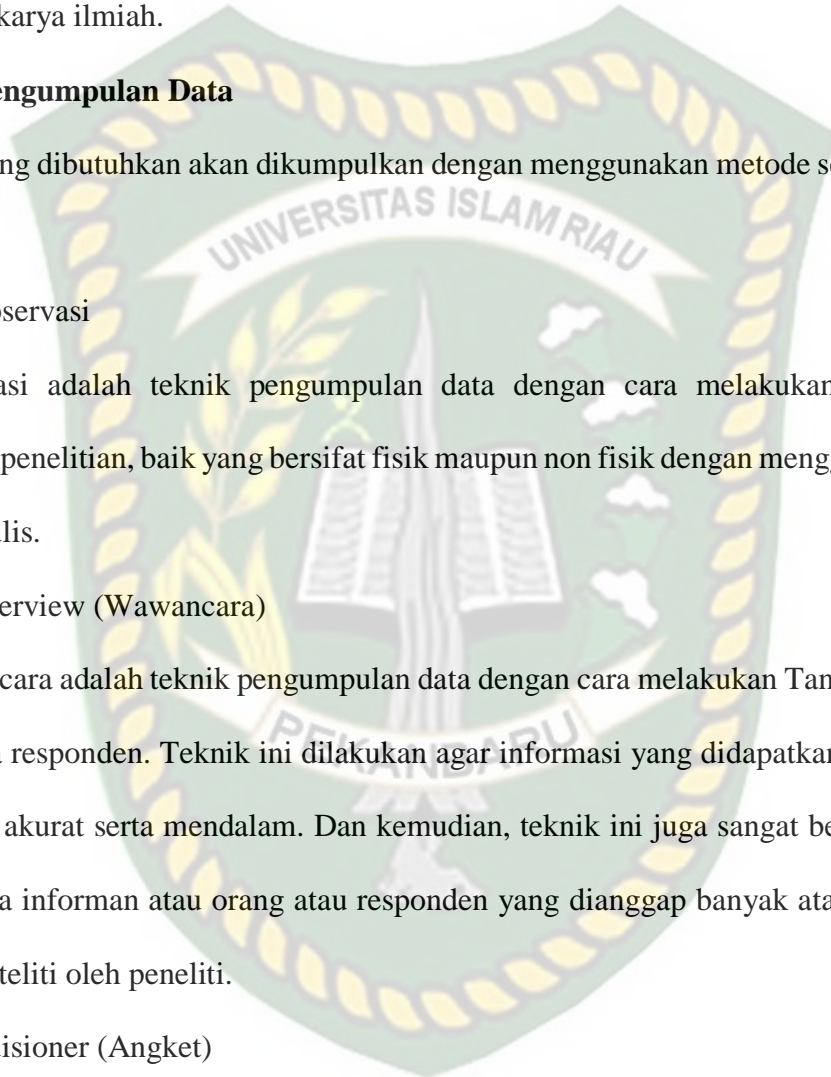 karya ilmiah.
engumpulan Data
ng dibutuhkan akan dikumpulkan dengan menggunakan metode se
UNIVERSITAS ISLAM RIAU
servasi
asi adalah teknik pengumpulan data dengan cara melakukan
penelitian, baik yang bersifat fisik maupun non fisik dengan mengg
lis.
erview (Wawancara)
cara adalah teknik pengumpulan data dengan cara melakukan Tan
a responden. Teknik ini dilakukan agar informasi yang didapatkan
PEKANBARU
akurat serta mendalam. Dan kemudian, teknik ini juga sangat be
a informan atau orang atau responden yang dianggap banyak ata
teliti oleh peneliti.
isioner (Angket)